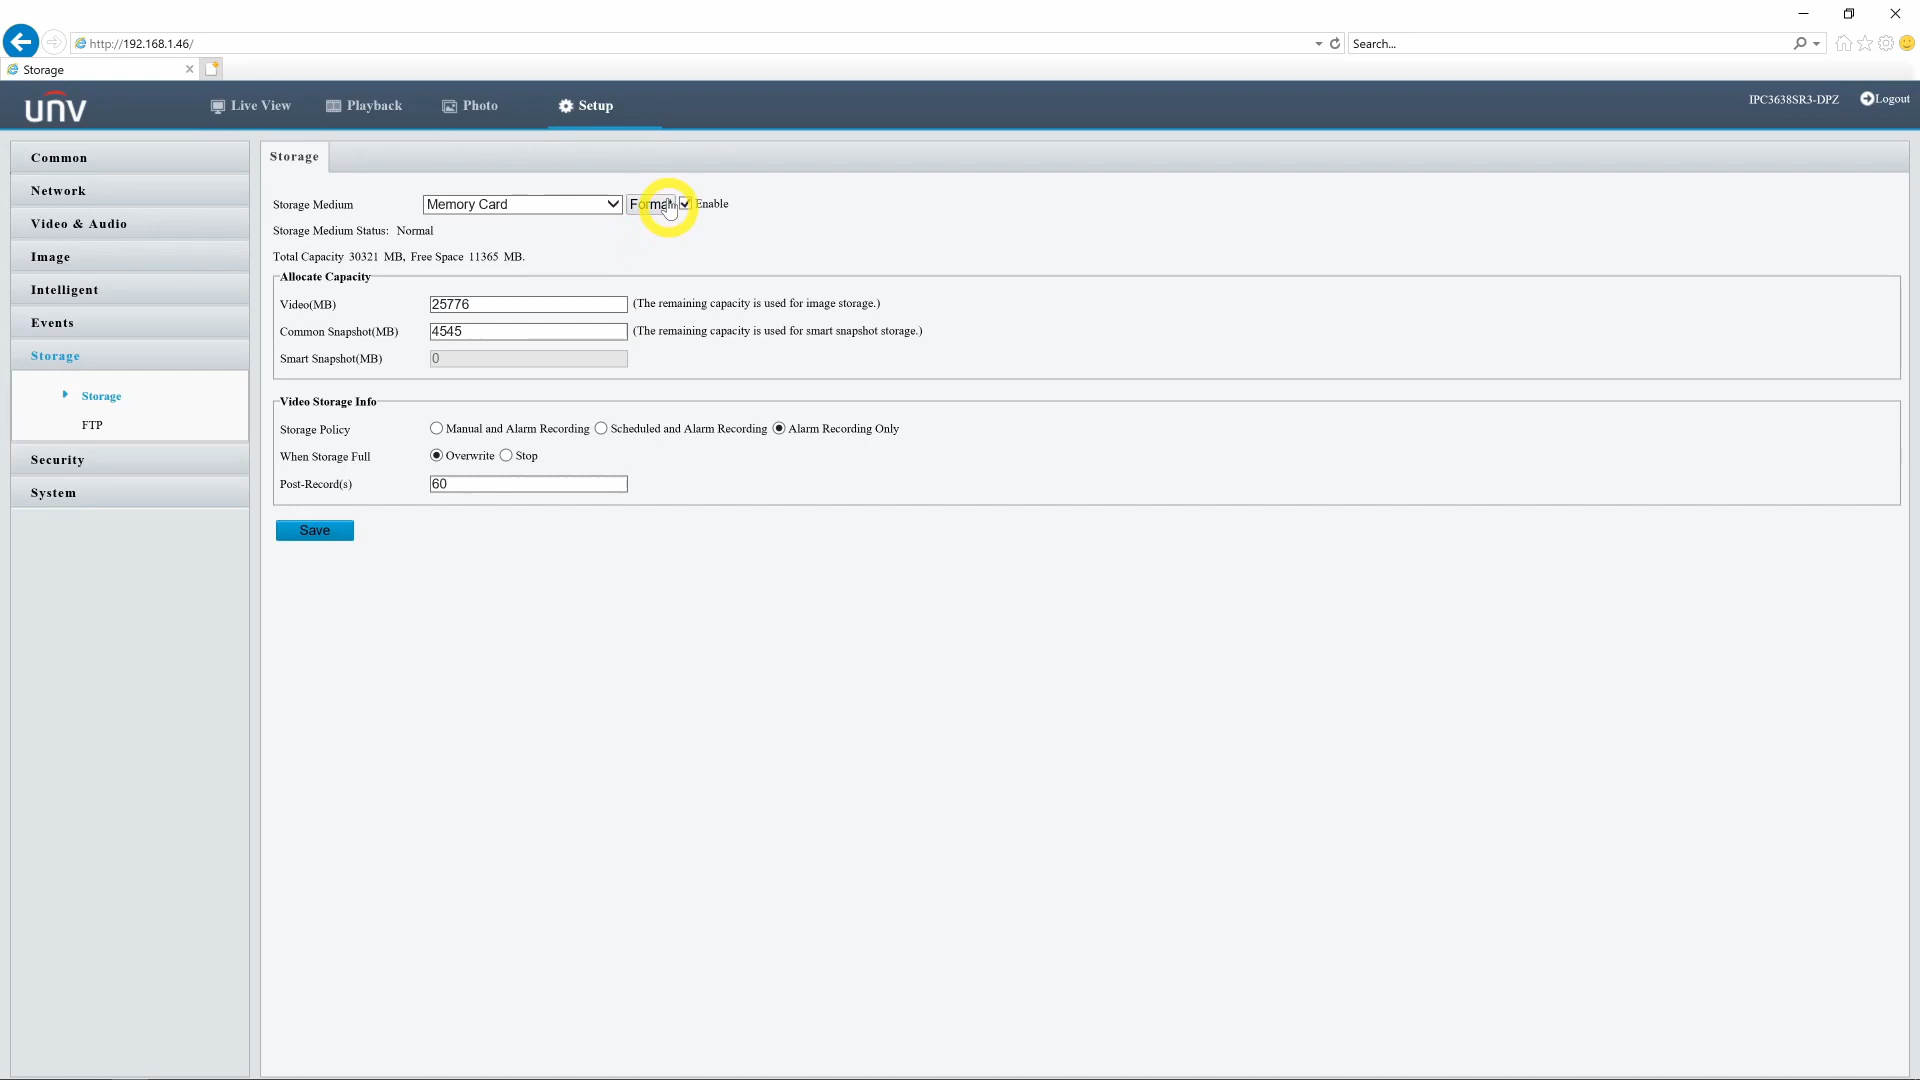 http://192.168.1.46/
Search...
Storage
unv
Live View
Playback
Photo
Setup
IPC3638SR3-DPZ
Logout
Common
Network
Video & Audio
Image
Intelligent
Events
Storage
Storage
FTP
Security
System
Storage
Storage Medium
Memory Card
Format
Enable
Storage Medium Status: Normal
Total Capacity 30321 MB, Free Space 11365 MB.
Allocate Capacity
Video(MB)
25776
(The remaining capacity is used for image storage.)
Common Snapshot(MB)
4545
(The remaining capacity is used for smart snapshot storage.)
Smart Snapshot(MB)
0
Video Storage Info
Storage Policy
Manual and Alarm Recording
Scheduled and Alarm Recording
Alarm Recording Only
When Storage Full
Overwrite
Stop
Post-Record(s)
60
Save